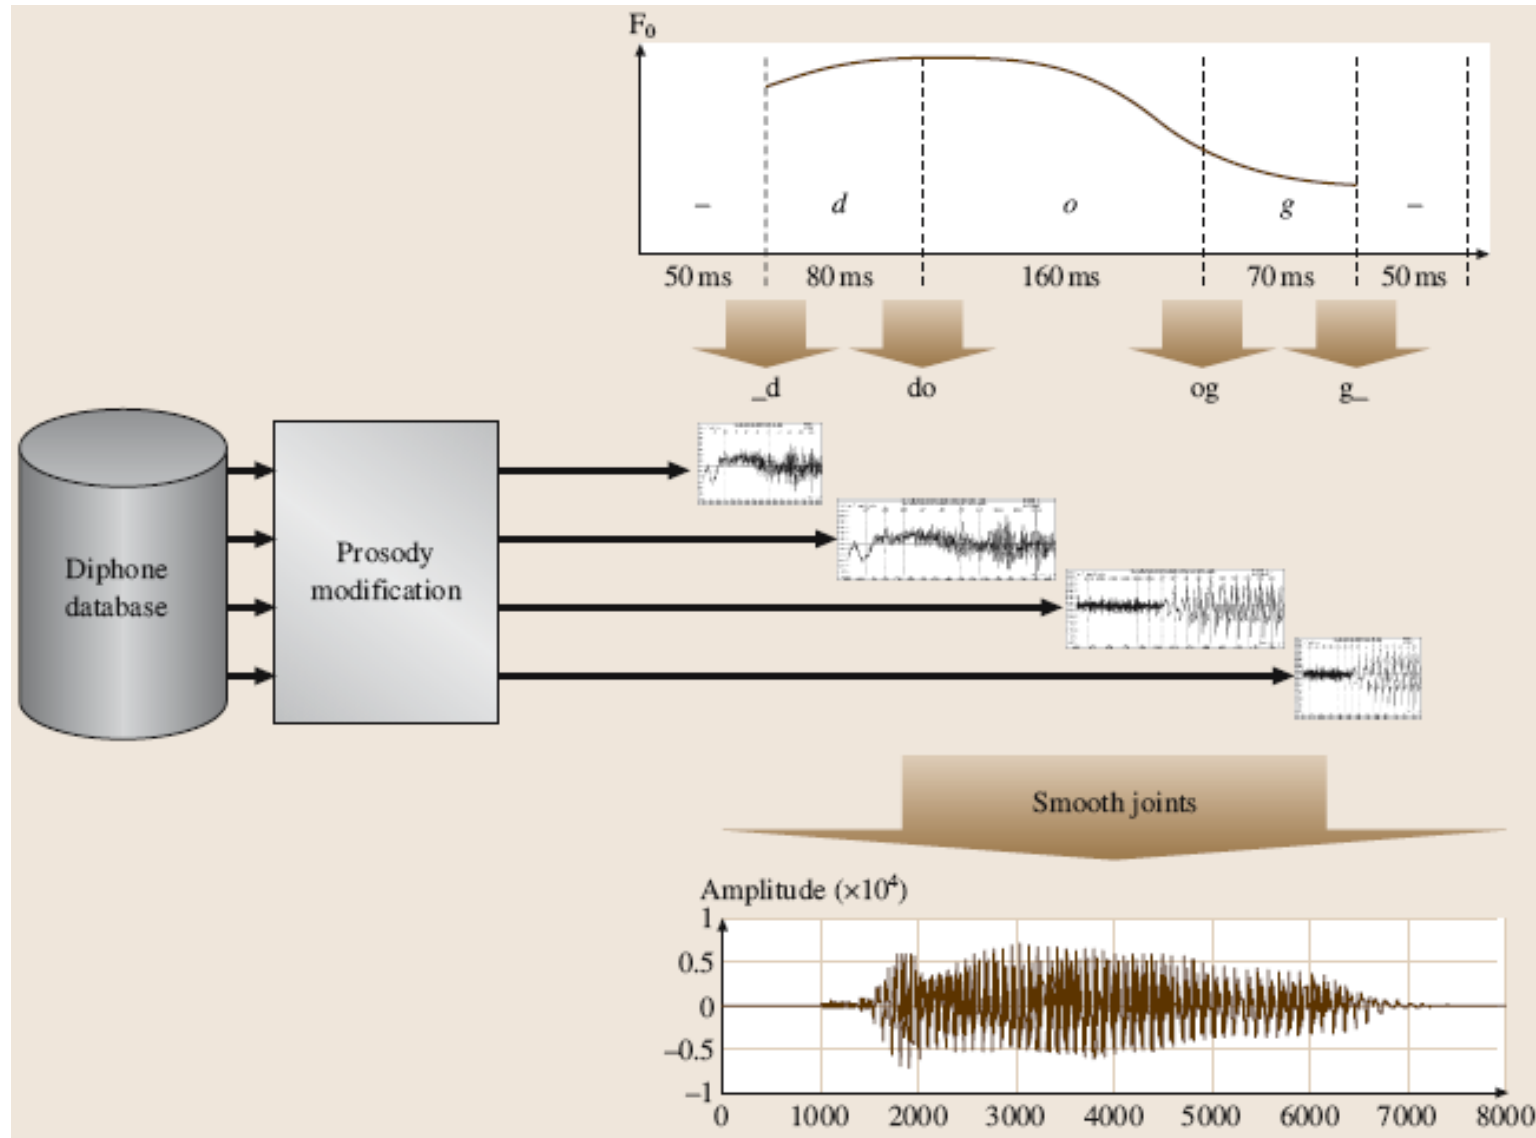 F₀
– d o g –
50 ms 80 ms 160 ms 70 ms 50 ms
_d do og g_
Diphone
database
Prosody
modification
Smooth joints
Amplitude (×10⁴)
1
0.5
0
–0.5
–1
0 1000 2000 3000 4000 5000 6000 7000 8000